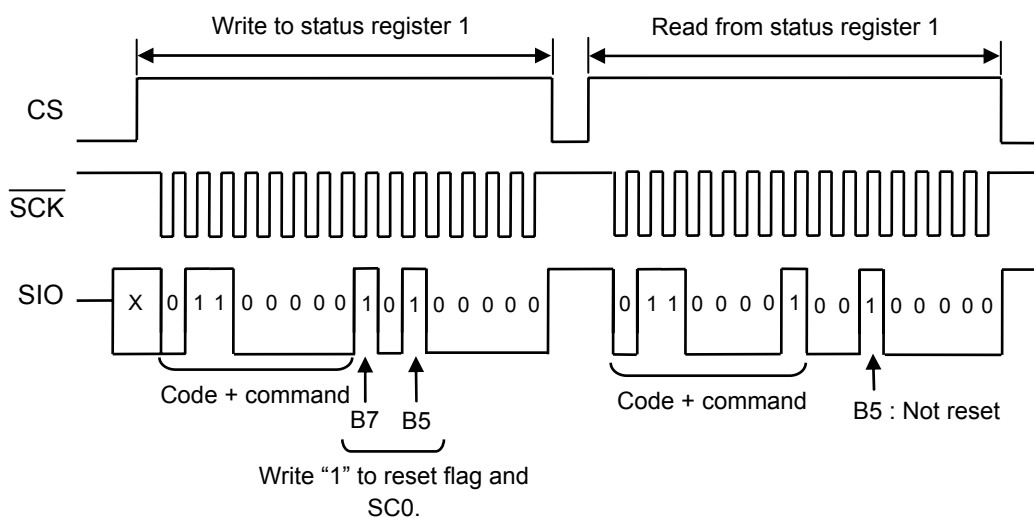 Write to status register 1
Read from status register 1
CS
SCK
SIO
X 0 1 1 0 0 0 0 0 1 0 1 0 0 0 0 0
0 1 1 0 0 0 0 1 0 0 1 0 0 0 0 0
Code + command
B7 B5
Write “1” to reset flag and
SC0.
Code + command
B5 : Not reset